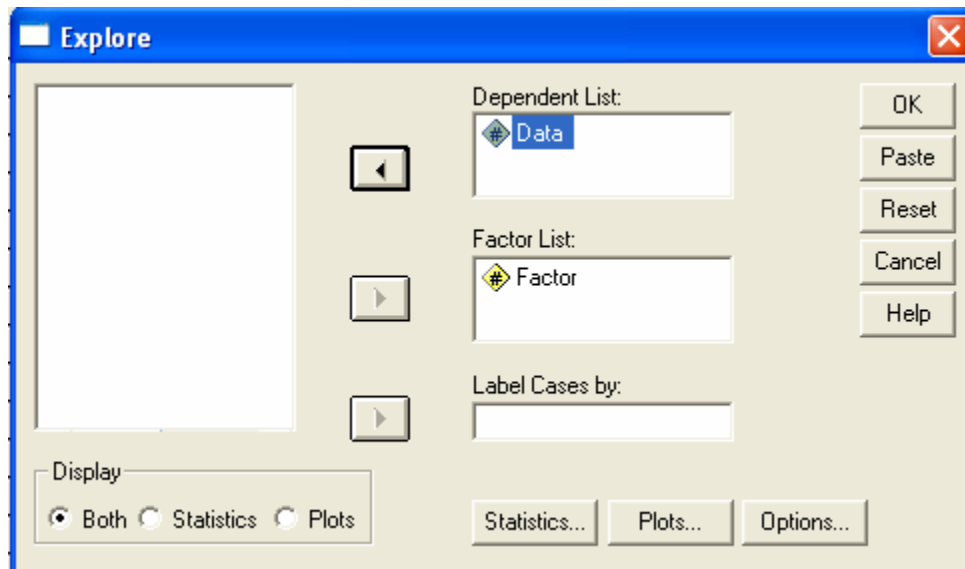 Explore
Dependent List:
# Data
Factor List:
# Factor
Label Cases by:
OK
Paste
Reset
Cancel
Help
Display
Both Statistics Plots
Statistics... Plots... Options...